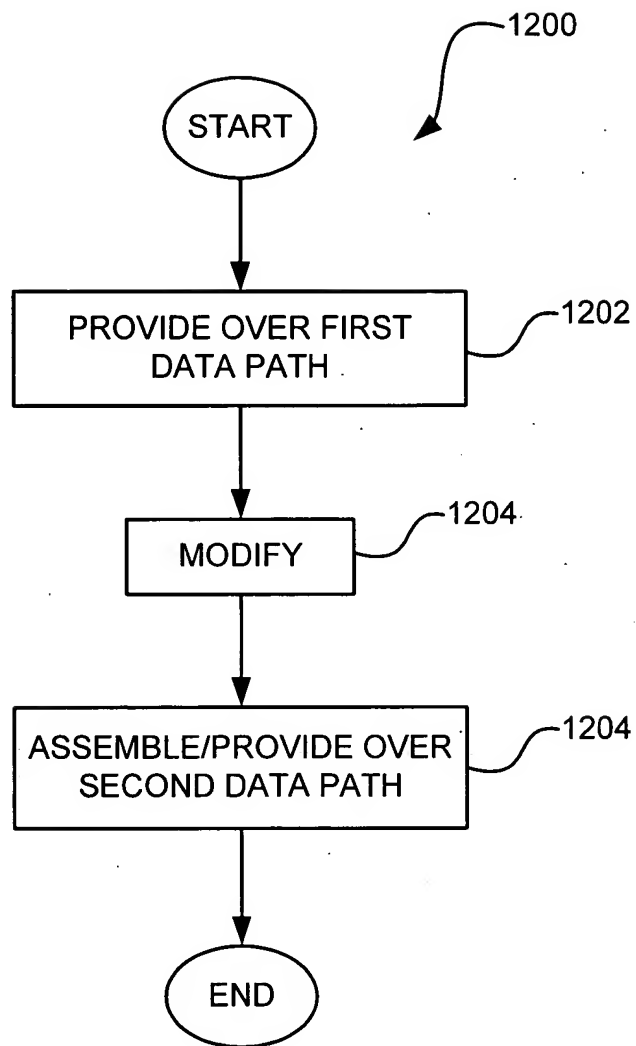 1200
START
PROVIDE OVER FIRST
DATA PATH
1202
MODIFY
1204
ASSEMBLE/PROVIDE OVER
SECOND DATA PATH
1204
END